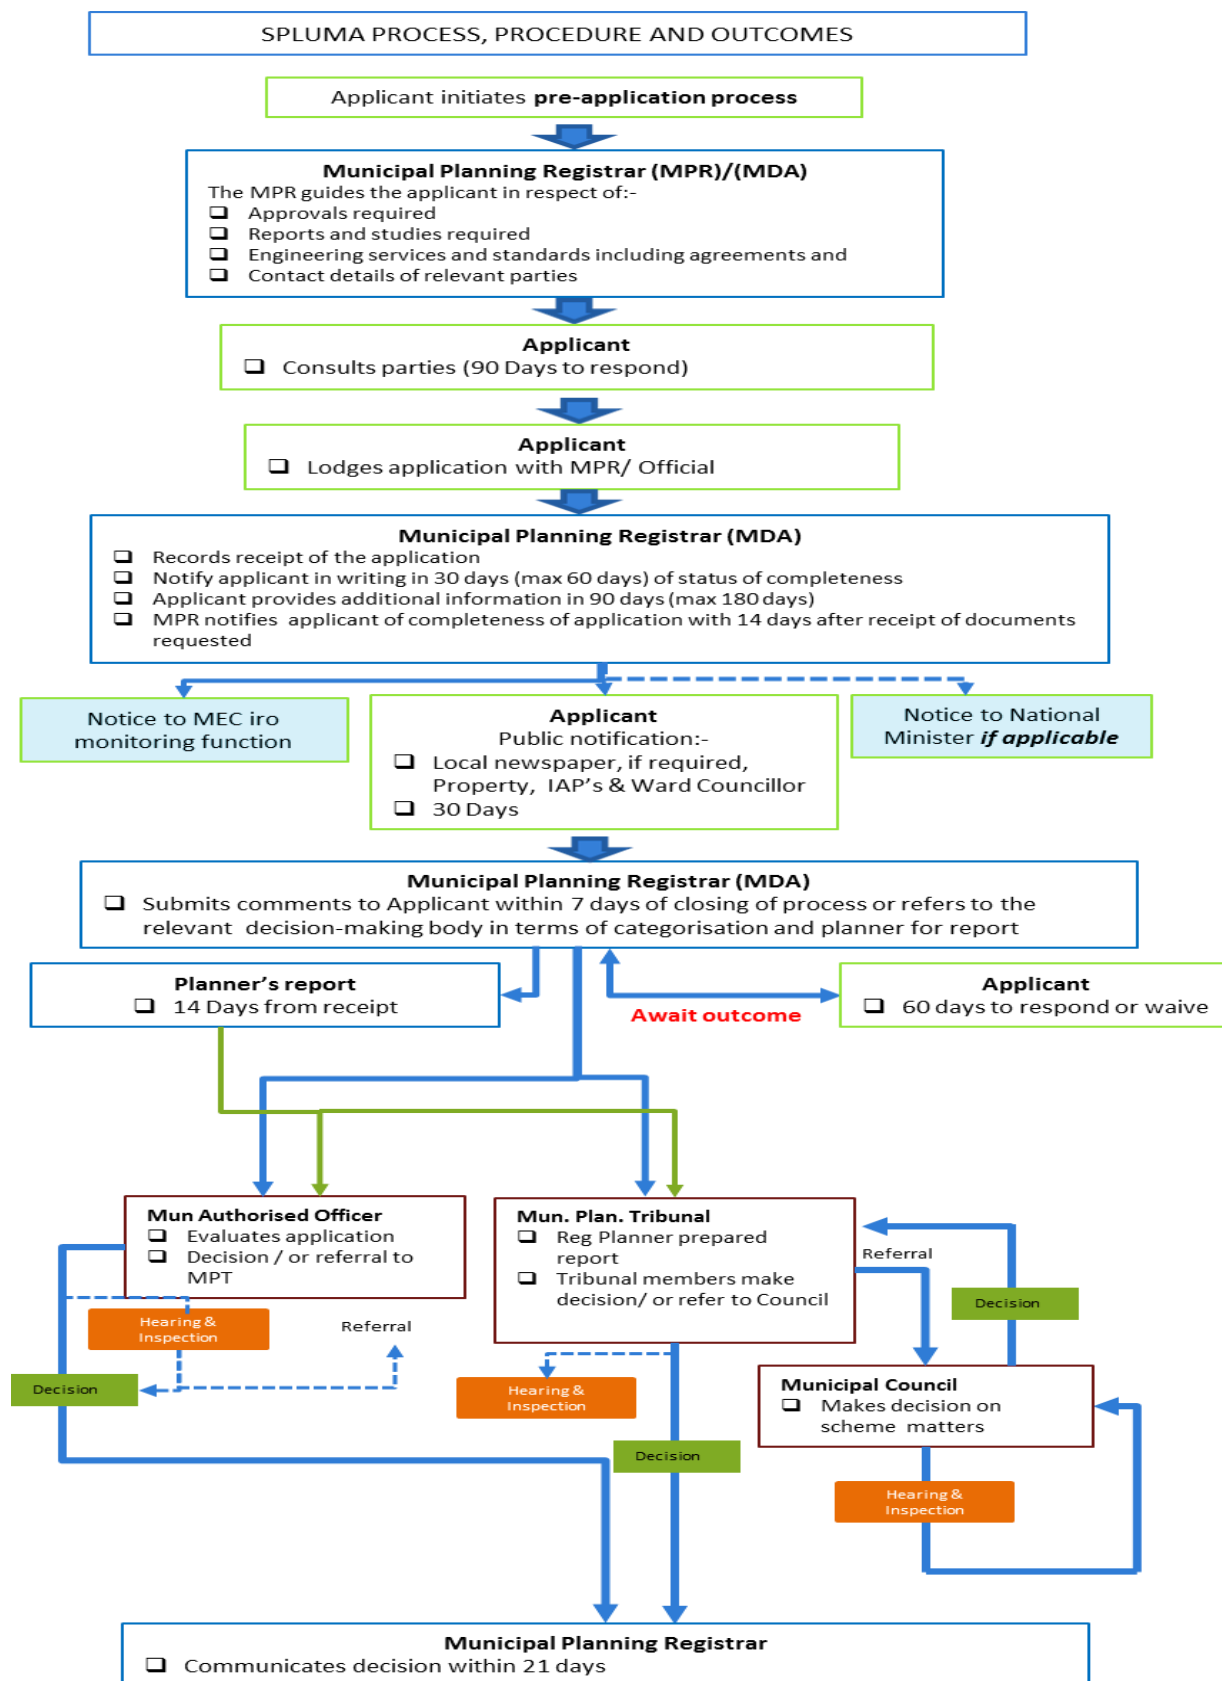 SPLUMA PROCESS, PROCEDURE AND OUTCOMES
Applicant initiates pre-application process
Municipal Planning Registrar (MPR)/(MDA)
The MPR guides the applicant in respect of:-
❑ Approvals required
❑ Reports and studies required
❑ Engineering services and standards including agreements and
❑ Contact details of relevant parties
Applicant
❑ Consults parties (90 Days to respond)
Applicant
❑ Lodges application with MPR/ Official
Municipal Planning Registrar (MDA)
❑ Records receipt of the application
❑ Notify applicant in writing in 30 days (max 60 days) of status of completeness
❑ Applicant provides additional information in 90 days (max 180 days)
❑ MPR notifies applicant of completeness of application with 14 days after receipt of documents
requested
Notice to MEC iro
monitoring function
Applicant
Public notification:-
❑ Local newspaper, if required,
Property, IAP's & Ward Councillor
❑ 30 Days
Notice to National
Minister if applicable
Municipal Planning Registrar (MDA)
❑ Submits comments to Applicant within 7 days of closing of process or refers to the
relevant decision-making body in terms of categorisation and planner for report
Planner's report
❑ 14 Days from receipt
Await outcome
Applicant
❑ 60 days to respond or waive
Mun Authorised Officer
❑ Evaluates application
❑ Decision / or referral to
MPT
Mun. Plan. Tribunal
❑ Reg Planner prepared
report
❑ Tribunal members make
decision/ or refer to Council
Referral
Decision
Hearing &
Inspection
Referral
Decision
Hearing &
Inspection
Municipal Council
❑ Makes decision on
scheme matters
Decision
Hearing &
Inspection
Municipal Planning Registrar
❑ Communicates decision within 21 days